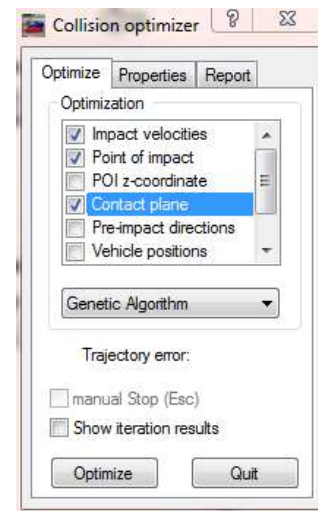 Collision optimizer
Optimize Properties Report
Optimization
Impact velocities
Point of impact
POI z-coordinate
Contact plane
Pre-impact directions
Vehicle positions
Genetic Algorithm
Trajectory error:
manual Stop (Esc)
Show iteration results
Optimize Quit